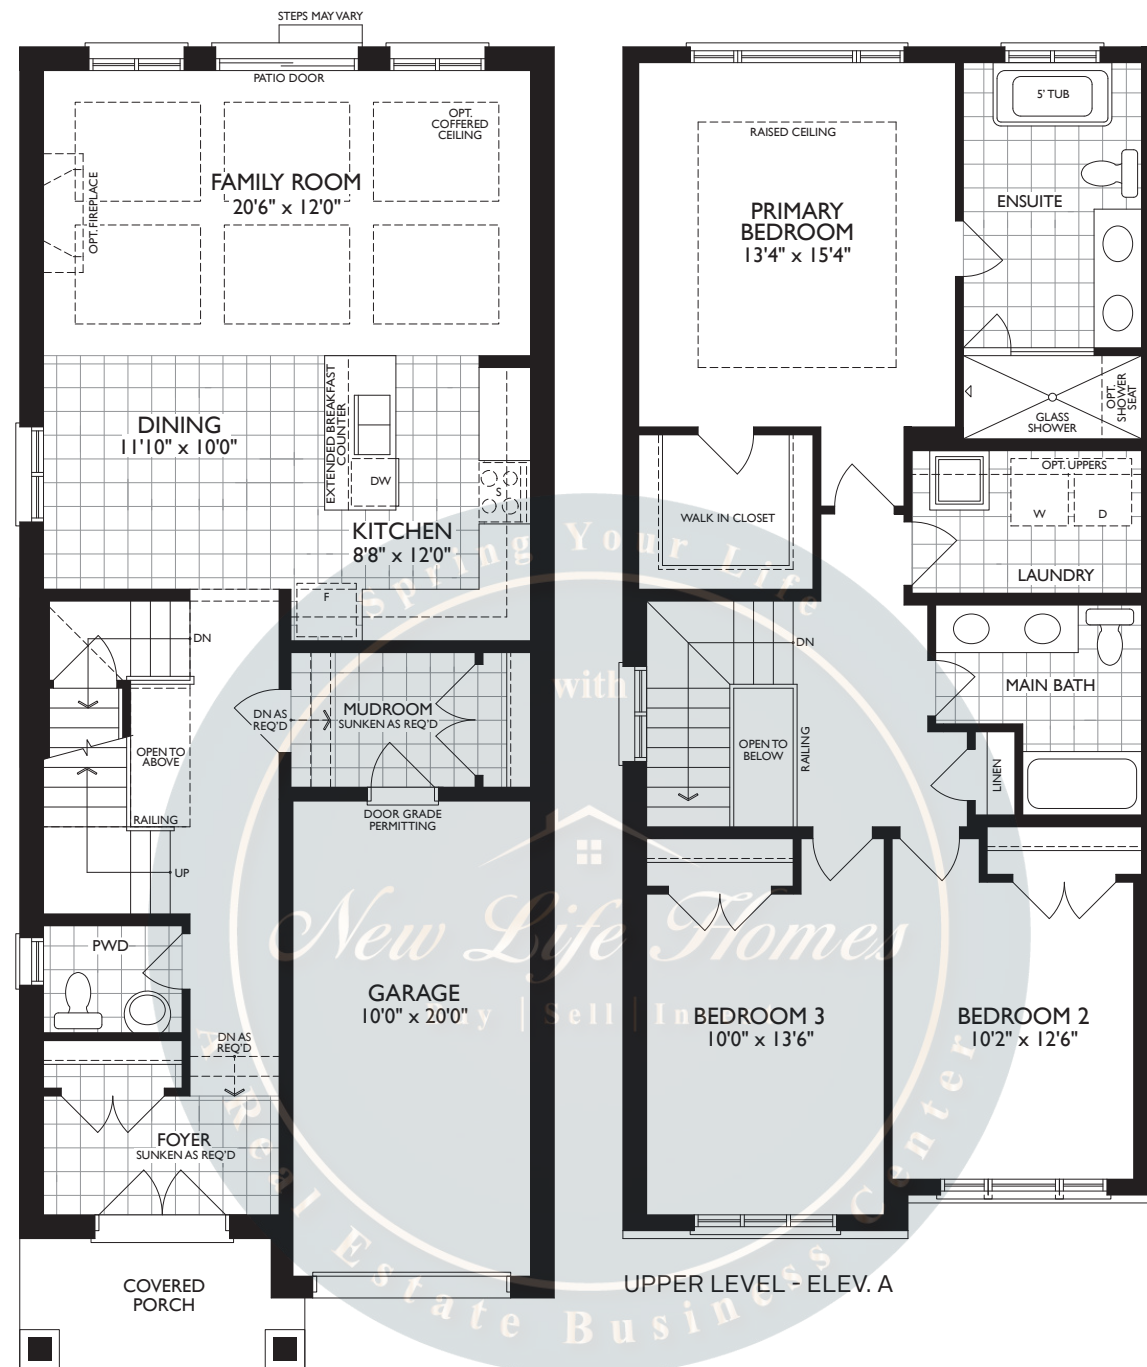 STEPS MAY VARY
PATIO DOOR
OPT.
COFFERED
CEILING
FAMILY ROOM
20'6" x 12'0"
OPT. FIREPLACE
DINING
11'10" x 10'0"
EXTENDED BREAKFAST
COUNTER
DW
S
KITCHEN
8'8" x 12'0"
F
DN
DN AS
REQ'D
MUDROOM
SUNKEN AS REQ'D
OPEN TO
ABOVE
RAILING
DOOR GRADE
PERMITTING
UP
PWD
GARAGE
10'0" x 20'0"
DN AS
REQ'D
FOYER
SUNKEN AS REQ'D
COVERED
PORCH
RAISED CEILING
PRIMARY
BEDROOM
13'4" x 15'4"
5' TUB
ENSUITE
GLASS
SHOWER
OPT.
SHOWER
SEAT
WALK IN CLOSET
OPT. UPPERS
W
D
LAUNDRY
DN
MAIN BATH
OPEN TO
BELOW
RAILING
LINEN
BEDROOM 3
10'0" x 13'6"
BEDROOM 2
10'2" x 12'6"
UPPER LEVEL - ELEV. A
Spring Your Life
with
New Life Homes
Buy | Sell | In
A Real Estate Business Center